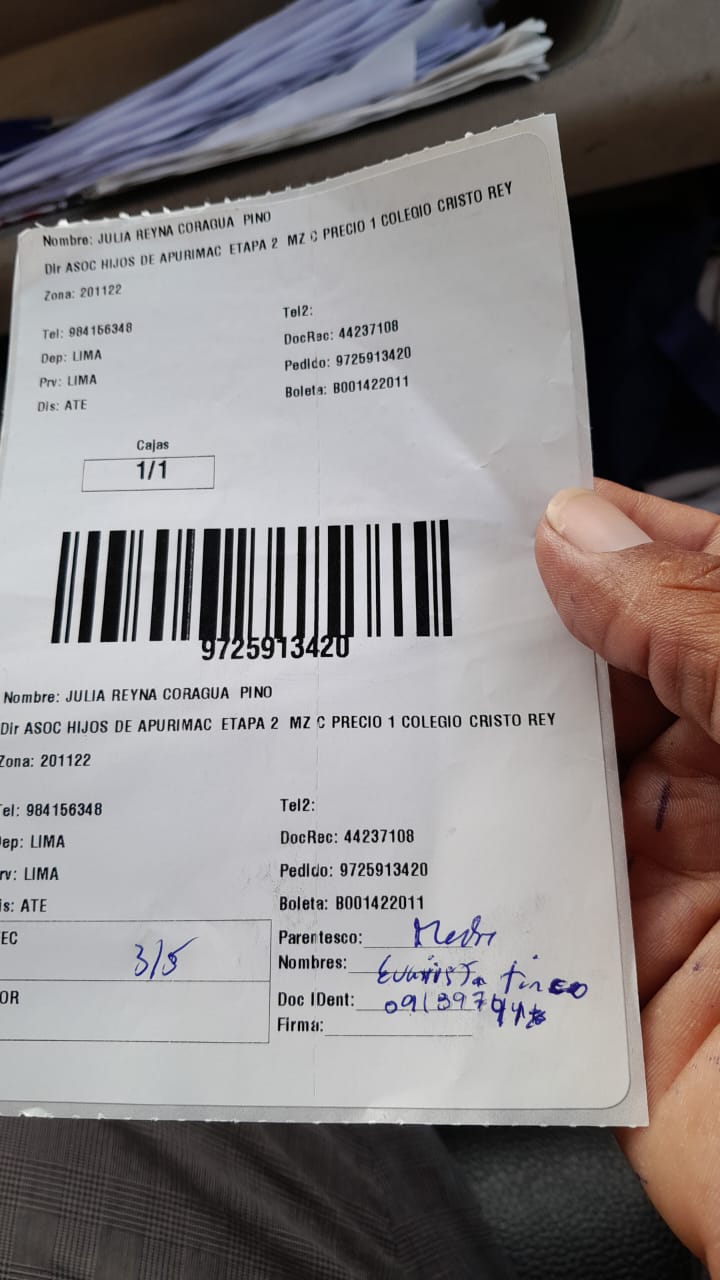 Nombre: JULIA REYNA CORAGUA PINO
Dir ASOC HIJOS DE APURIMAC ETAPA 2 MZ C PRECIO 1 COLEGIO CRISTO REY
Zona: 201122
Tel: 984156348
Tel2:
Dep: LIMA
DocRec: 44237108
Prv: LIMA
Pedido: 9725913420
Dis: ATE
Boleta: B001422011
Cajas
1/1
9725913420
Nombre: JULIA REYNA CORAGUA PINO
Dir ASOC HIJOS DE APURIMAC ETAPA 2 MZ C PRECIO 1 COLEGIO CRISTO REY
Zona: 201122
Tel: 984156348
Tel2:
ep: LIMA
DocRec: 44237108
rv: LIMA
Pedido: 9725913420
is: ATE
Boleta: B001422011
EC 3/5
Parentesco:
Nombres:
OR
Doc IDent:
Firma: